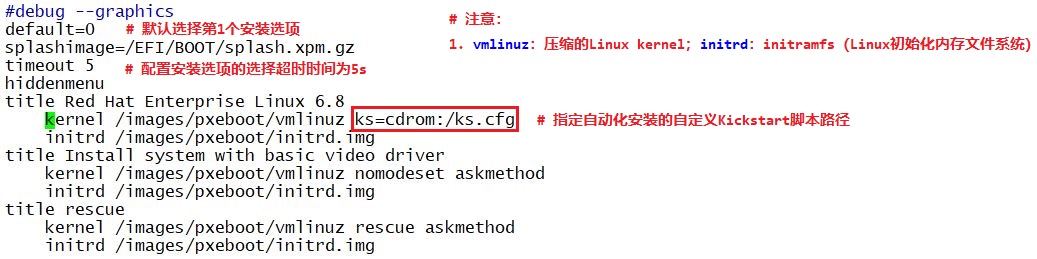 #debug --graphics
default=0 # 默认选择第1个安装选项
splashimage=/EFI/BOOT/splash.xpm.gz
timeout 5 # 配置安装选项的选择超时时间为5s
hiddenmenu
title Red Hat Enterprise Linux 6.8
kernel /images/pxeboot/vmlinuz ks=cdrom:/ks.cfg # 指定自动化安装的自定义Kickstart脚本路径
initrd /images/pxeboot/initrd.img
title Install system with basic video driver
kernel /images/pxeboot/vmlinuz nomodeset askmethod
initrd /images/pxeboot/initrd.img
title rescue
kernel /images/pxeboot/vmlinuz rescue askmethod
initrd /images/pxeboot/initrd.img
# 注意：
1. vmlinuz：压缩的Linux kernel；initrd：initramfs（Linux初始化内存文件系统）